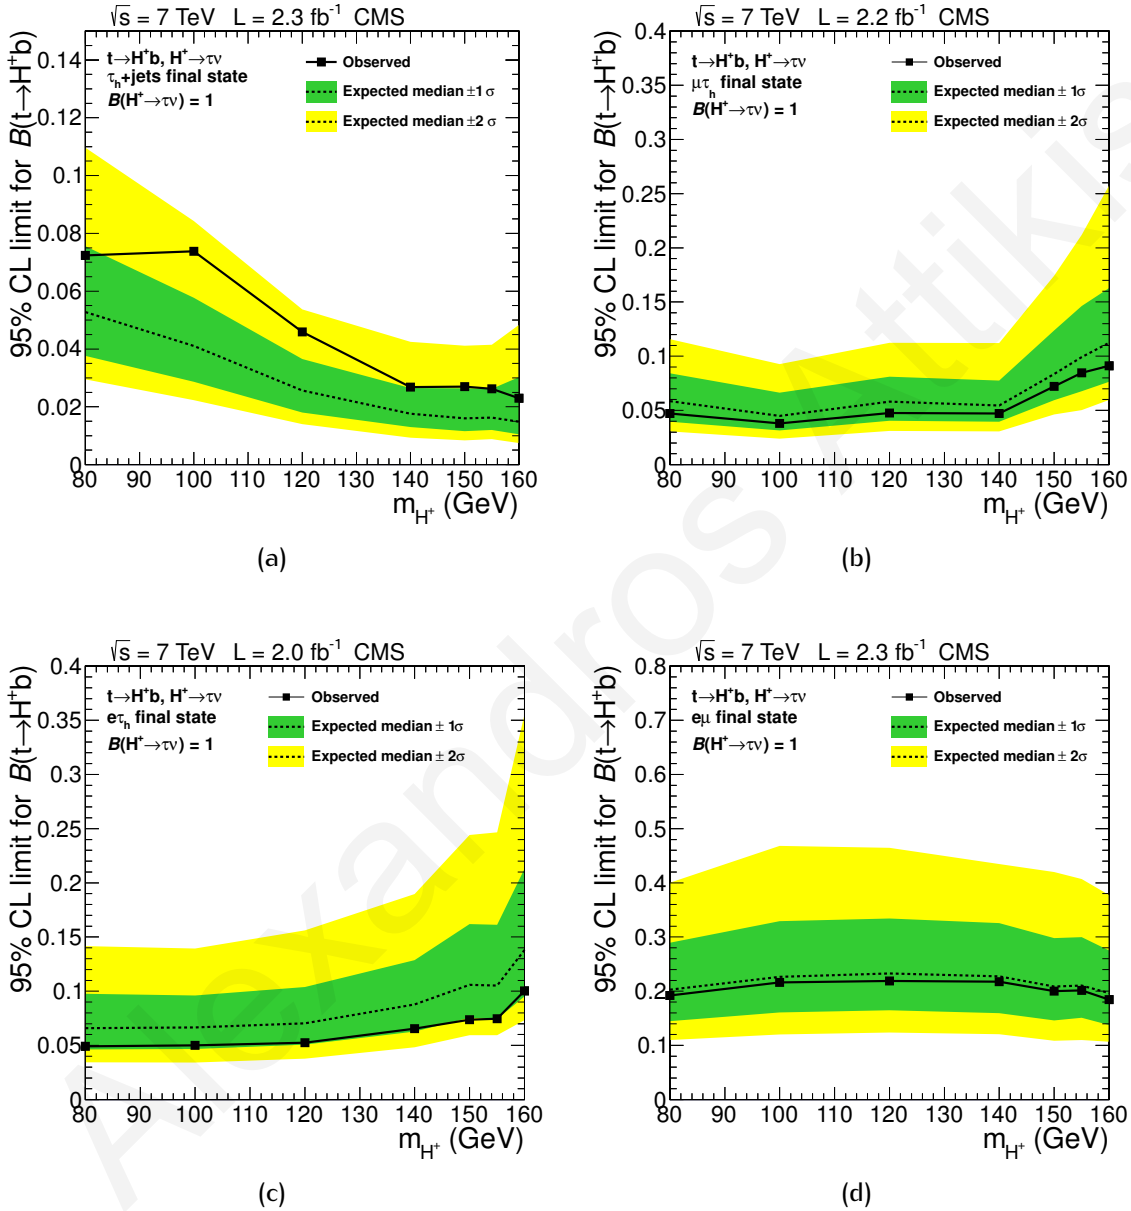 √s = 7 TeV L = 2.3 fb⁻¹ CMS
95% CL limit for B(t→H⁺b)
0.14
0.12
0.1
0.08
0.06
0.04
0.02
0
t→H⁺b, H⁺→τν
τₕ+jets final state
B(H⁺→τν) = 1
Observed
Expected median ±1 σ
Expected median ±2 σ
80 90 100 110 120 130 140 150 160
m_H⁺ (GeV)
(a)
√s = 7 TeV L = 2.2 fb⁻¹ CMS
95% CL limit for B(t→H⁺b)
0.4
0.35
0.3
0.25
0.2
0.15
0.1
0.05
0
t→H⁺b, H⁺→τν
μτₕ final state
B(H⁺→τν) = 1
Observed
Expected median ± 1σ
Expected median ± 2σ
80 90 100 110 120 130 140 150 160
m_H⁺ (GeV)
(b)
√s = 7 TeV L = 2.0 fb⁻¹ CMS
95% CL limit for B(t→H⁺b)
0.4
0.35
0.3
0.25
0.2
0.15
0.1
0.05
0
t→H⁺b, H⁺→τν
eτₕ final state
B(H⁺→τν) = 1
Observed
Expected median ± 1σ
Expected median ± 2σ
80 90 100 110 120 130 140 150 160
m_H⁺ (GeV)
(c)
√s = 7 TeV L = 2.3 fb⁻¹ CMS
95% CL limit for B(t→H⁺b)
0.8
0.7
0.6
0.5
0.4
0.3
0.2
0.1
0
t→H⁺b, H⁺→τν
eμ final state
B(H⁺→τν) = 1
Observed
Expected median ± 1σ
Expected median ± 2σ
80 90 100 110 120 130 140 150 160
m_H⁺ (GeV)
(d)
Alexandros Attikis